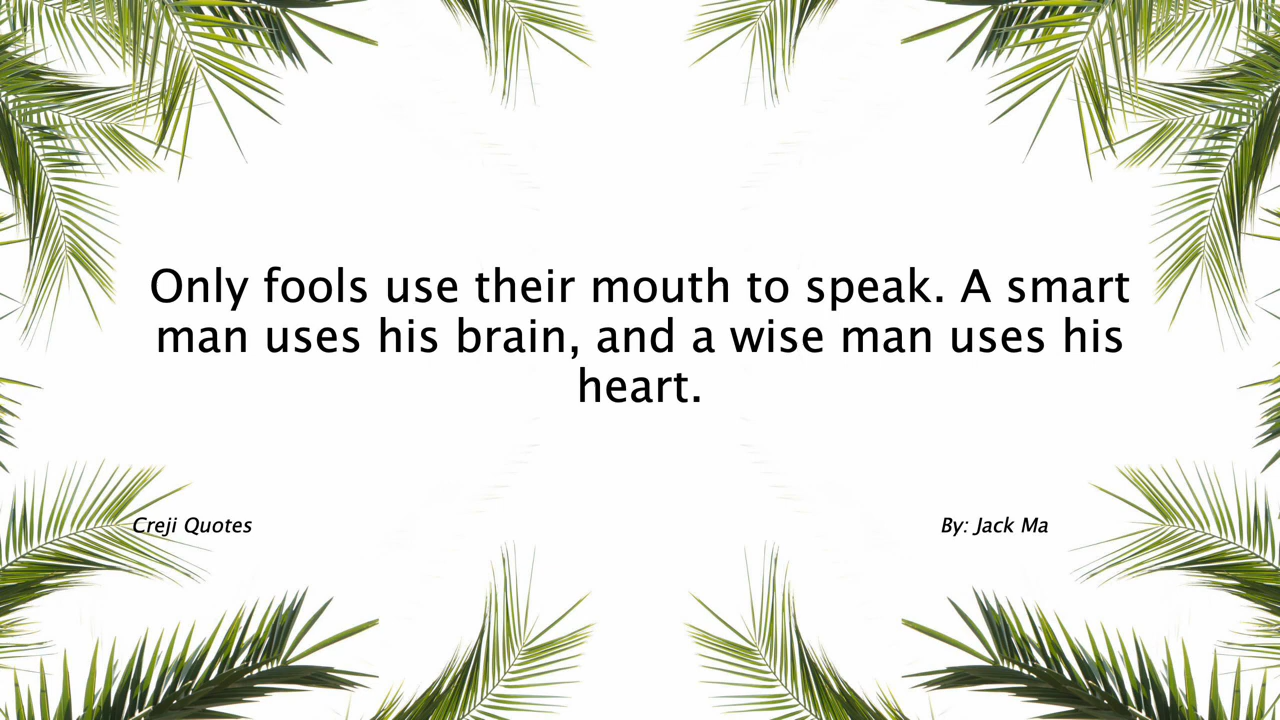 Only fools use their mouth to speak. A smart
man uses his brain, and a wise man uses his
heart.
Creji Quotes
By: Jack Ma